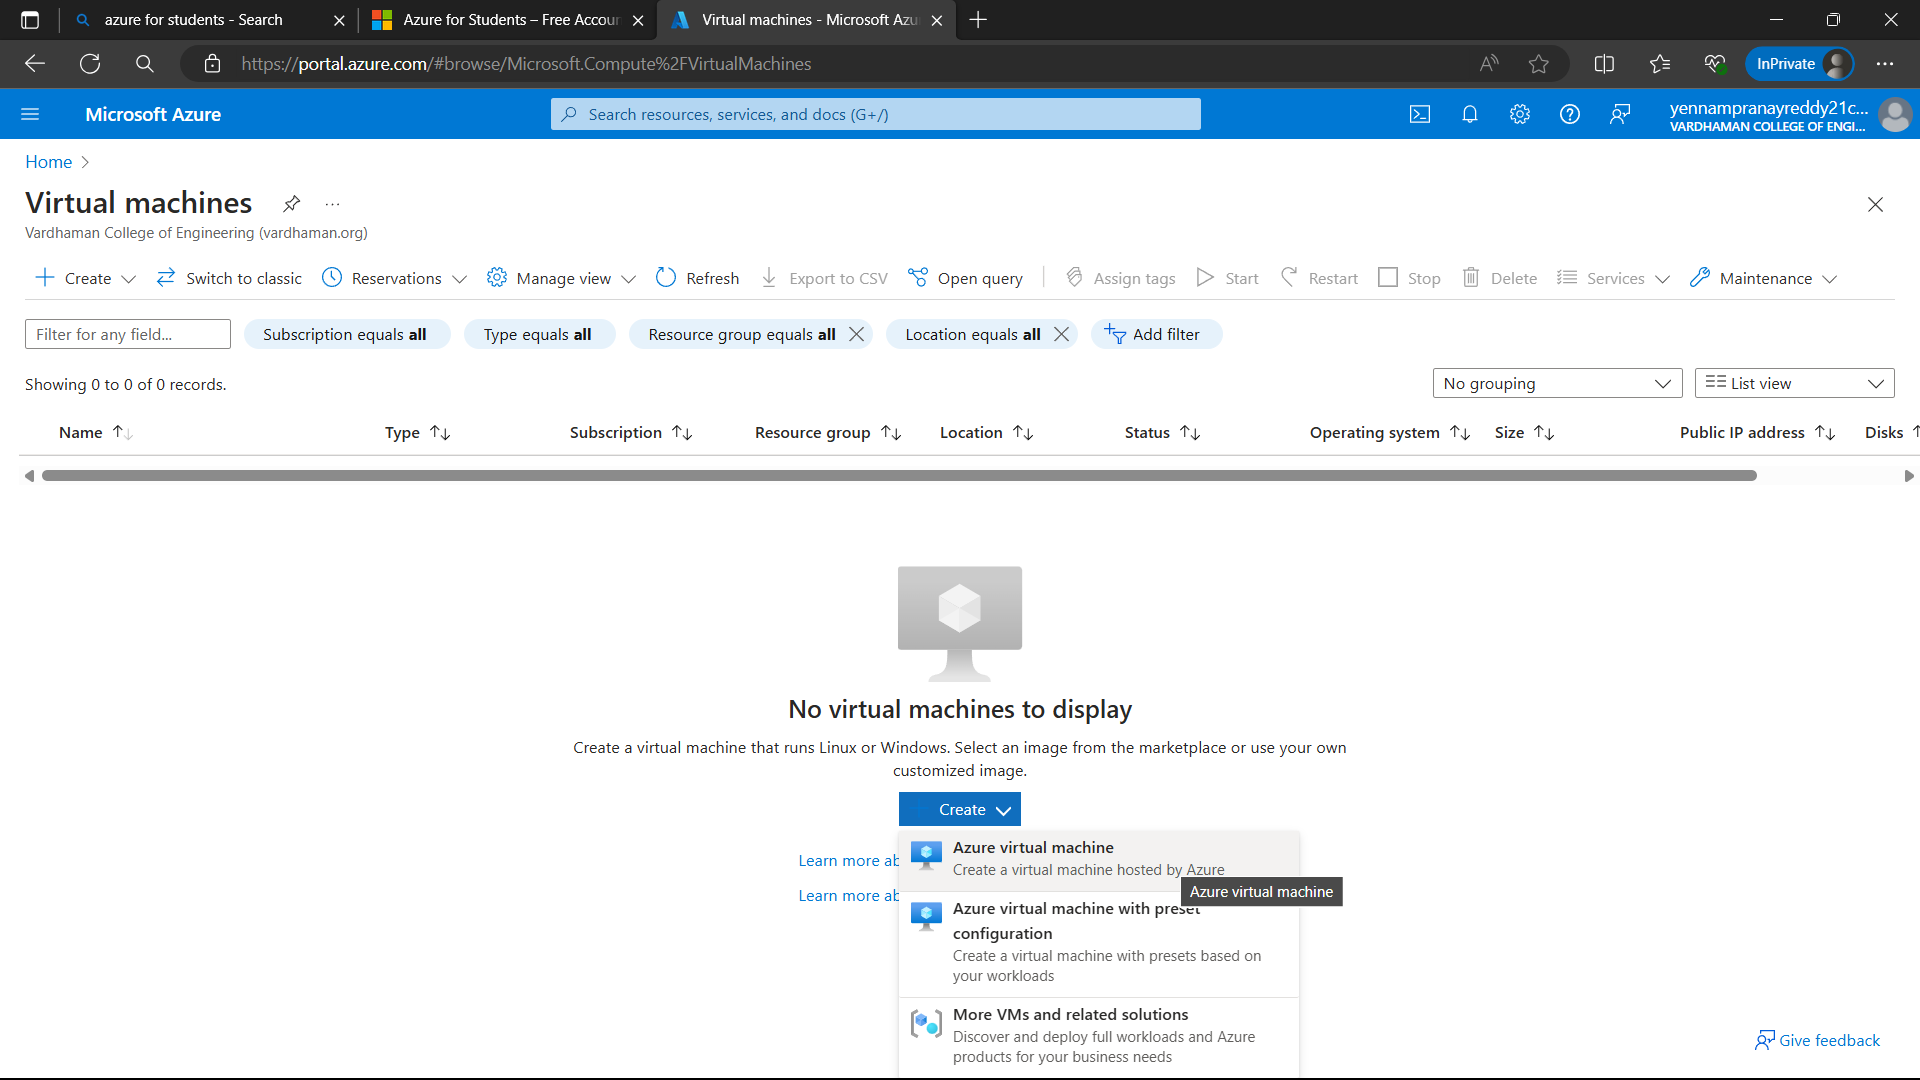 azure for students - Search
Azure for Students – Free Accoun
Virtual machines - Microsoft Azu
https://portal.azure.com/#browse/Microsoft.Compute%2FVirtualMachines
InPrivate
Microsoft Azure
Search resources, services, and docs (G+/)
yennampranayreddy21c...
VARDHAMAN COLLEGE OF ENGI...
Home
Virtual machines
Vardhaman College of Engineering (vardhaman.org)
Create
Switch to classic
Reservations
Manage view
Refresh
Export to CSV
Open query
Assign tags
Start
Restart
Stop
Delete
Services
Maintenance
Filter for any field...
Subscription equals all
Type equals all
Resource group equals all
Location equals all
Add filter
Showing 0 to 0 of 0 records.
No grouping
List view
Name
Type
Subscription
Resource group
Location
Status
Operating system
Size
Public IP address
Disks
No virtual machines to display
Create a virtual machine that runs Linux or Windows. Select an image from the marketplace or use your own
customized image.
Create
Azure virtual machine
Create a virtual machine hosted by Azure
Learn more ab
Azure virtual machine
Learn more ab
Azure virtual machine with preset
configuration
Create a virtual machine with presets based on
your workloads
More VMs and related solutions
Discover and deploy full workloads and Azure
products for your business needs
Give feedback